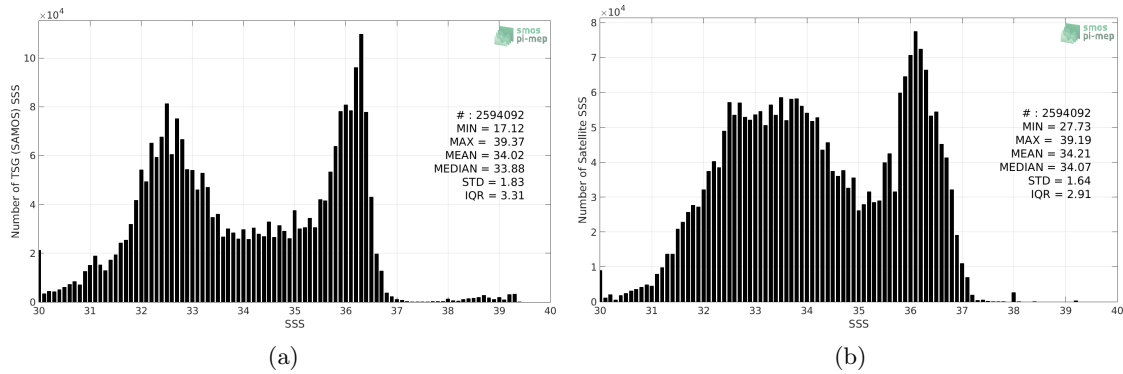 ×10⁴
smos
pi-mep
10
8
6
4
2
0
Number of TSG (SAMOS) SSS
# : 2594092
MIN = 17.12
MAX = 39.37
MEAN = 34.02
MEDIAN = 33.88
STD = 1.83
IQR = 3.31
30 31 32 33 34 35 36 37 38 39 40
SSS
(a)
8 ×10⁴
smos
pi-mep
7
6
5
4
3
2
1
0
Number of Satellite SSS
# : 2594092
MIN = 27.73
MAX = 39.19
MEAN = 34.21
MEDIAN = 34.07
STD = 1.64
IQR = 2.91
30 31 32 33 34 35 36 37 38 39 40
SSS
(b)